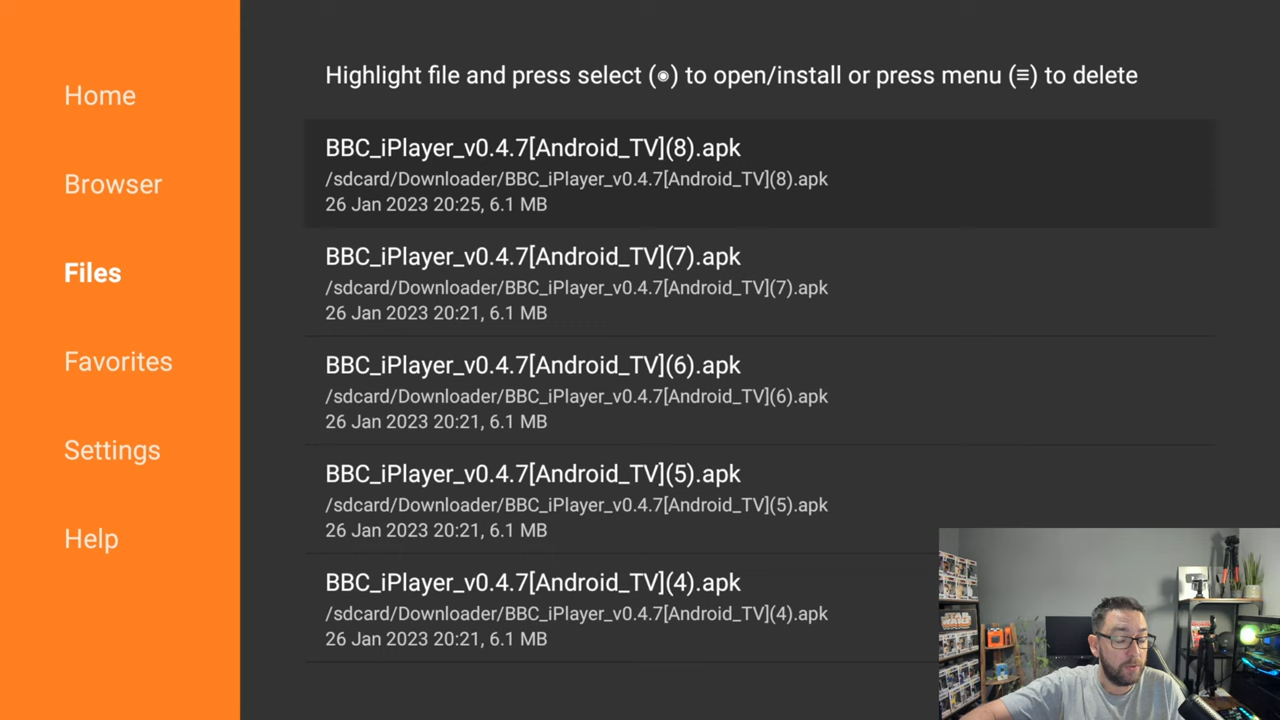 Home
Browser
Files
Favorites
Settings
Help
Highlight file and press select (◉) to open/install or press menu (≡) to delete
BBC_iPlayer_v0.4.7[Android_TV](8).apk
/sdcard/Downloader/BBC_iPlayer_v0.4.7[Android_TV](8).apk
26 Jan 2023 20:25, 6.1 MB
BBC_iPlayer_v0.4.7[Android_TV](7).apk
/sdcard/Downloader/BBC_iPlayer_v0.4.7[Android_TV](7).apk
26 Jan 2023 20:21, 6.1 MB
BBC_iPlayer_v0.4.7[Android_TV](6).apk
/sdcard/Downloader/BBC_iPlayer_v0.4.7[Android_TV](6).apk
26 Jan 2023 20:21, 6.1 MB
BBC_iPlayer_v0.4.7[Android_TV](5).apk
/sdcard/Downloader/BBC_iPlayer_v0.4.7[Android_TV](5).apk
26 Jan 2023 20:21, 6.1 MB
BBC_iPlayer_v0.4.7[Android_TV](4).apk
/sdcard/Downloader/BBC_iPlayer_v0.4.7[Android_TV](4).apk
26 Jan 2023 20:21, 6.1 MB
STAR
WARS